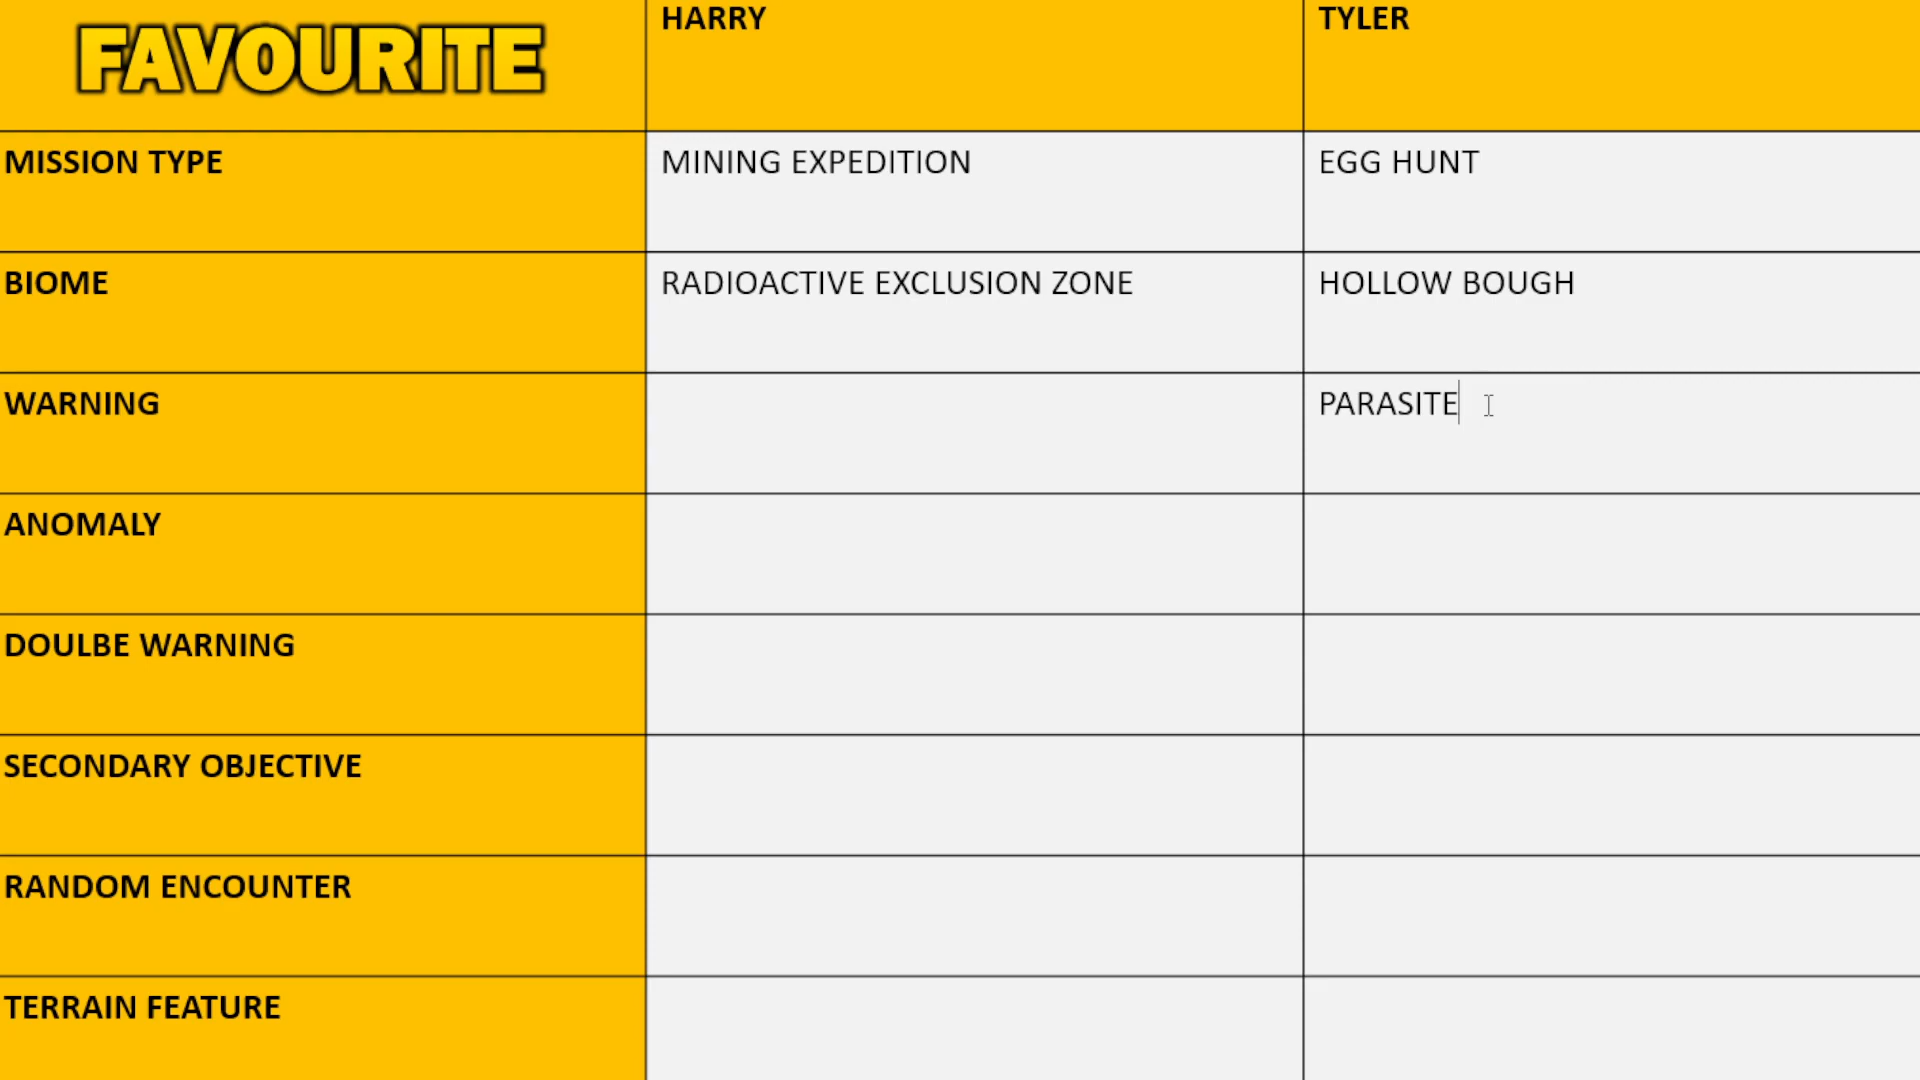 FAVOURITE HARRY TYLER
MISSION TYPE MINING EXPEDITION EGG HUNT
BIOME RADIOACTIVE EXCLUSION ZONE HOLLOW BOUGH
WARNING PARASITE
ANOMALY
DOULBE WARNING
SECONDARY OBJECTIVE
RANDOM ENCOUNTER
TERRAIN FEATURE